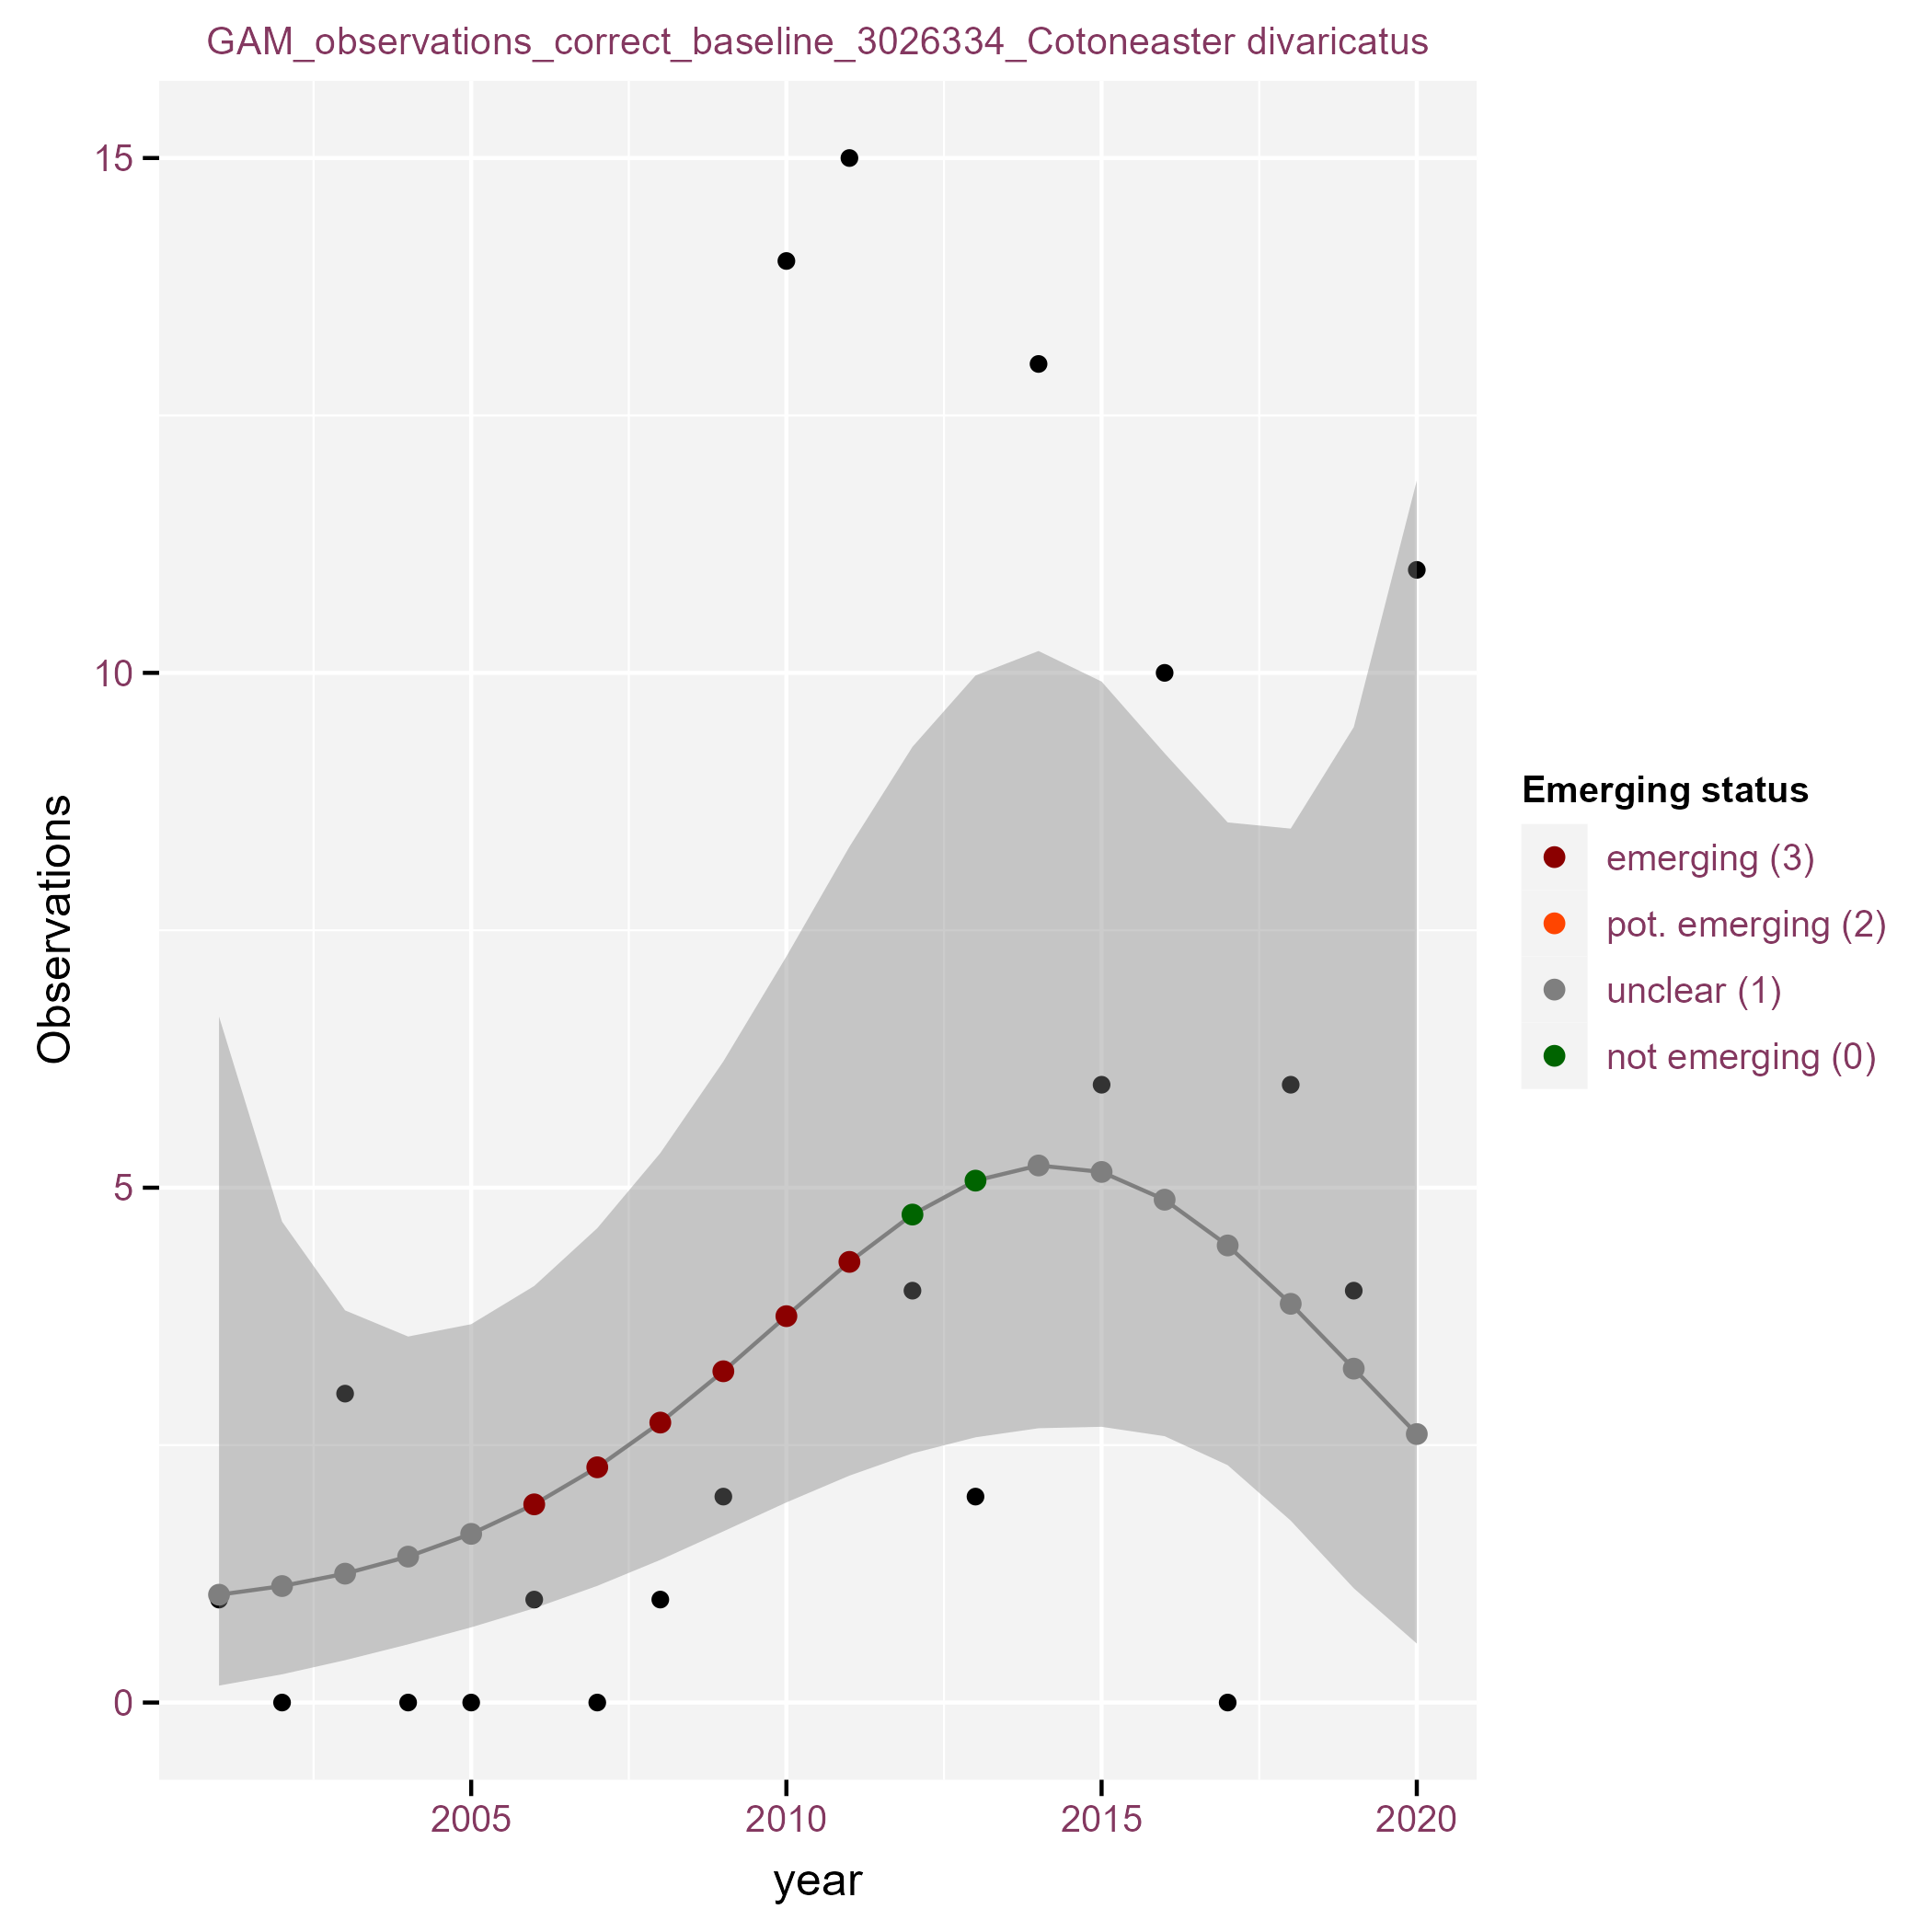 GAM_observations_correct_baseline_3026334_Cotoneaster divaricatus
15
10
5
0
Observations
2005
2010
2015
2020
year
Emerging status
emerging (3)
pot. emerging (2)
unclear (1)
not emerging (0)